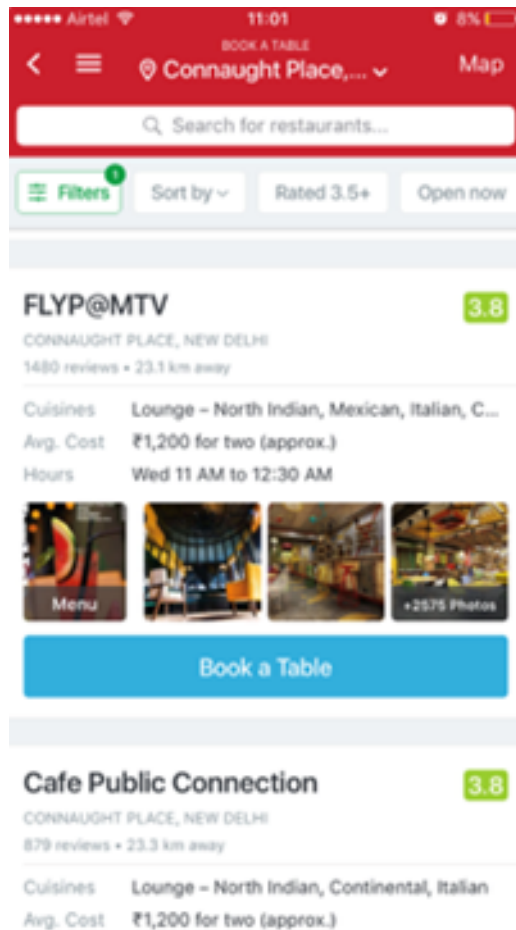 Airtel 11:01 8%
BOOK A TABLE
Connaught Place,... Map
Search for restaurants...
1
Filters Sort by Rated 3.5+ Open now
FLYP@MTV 3.8
CONNAUGHT PLACE, NEW DELHI
1480 reviews • 23.1 km away
Cuisines Lounge – North Indian, Mexican, Italian, C...
Avg. Cost ₹1,200 for two (approx.)
Hours Wed 11 AM to 12:30 AM
Menu +2575 Photos
Book a Table
Cafe Public Connection 3.8
CONNAUGHT PLACE, NEW DELHI
879 reviews • 23.3 km away
Cuisines Lounge – North Indian, Continental, Italian
Avg. Cost ₹1,200 for two (approx.)